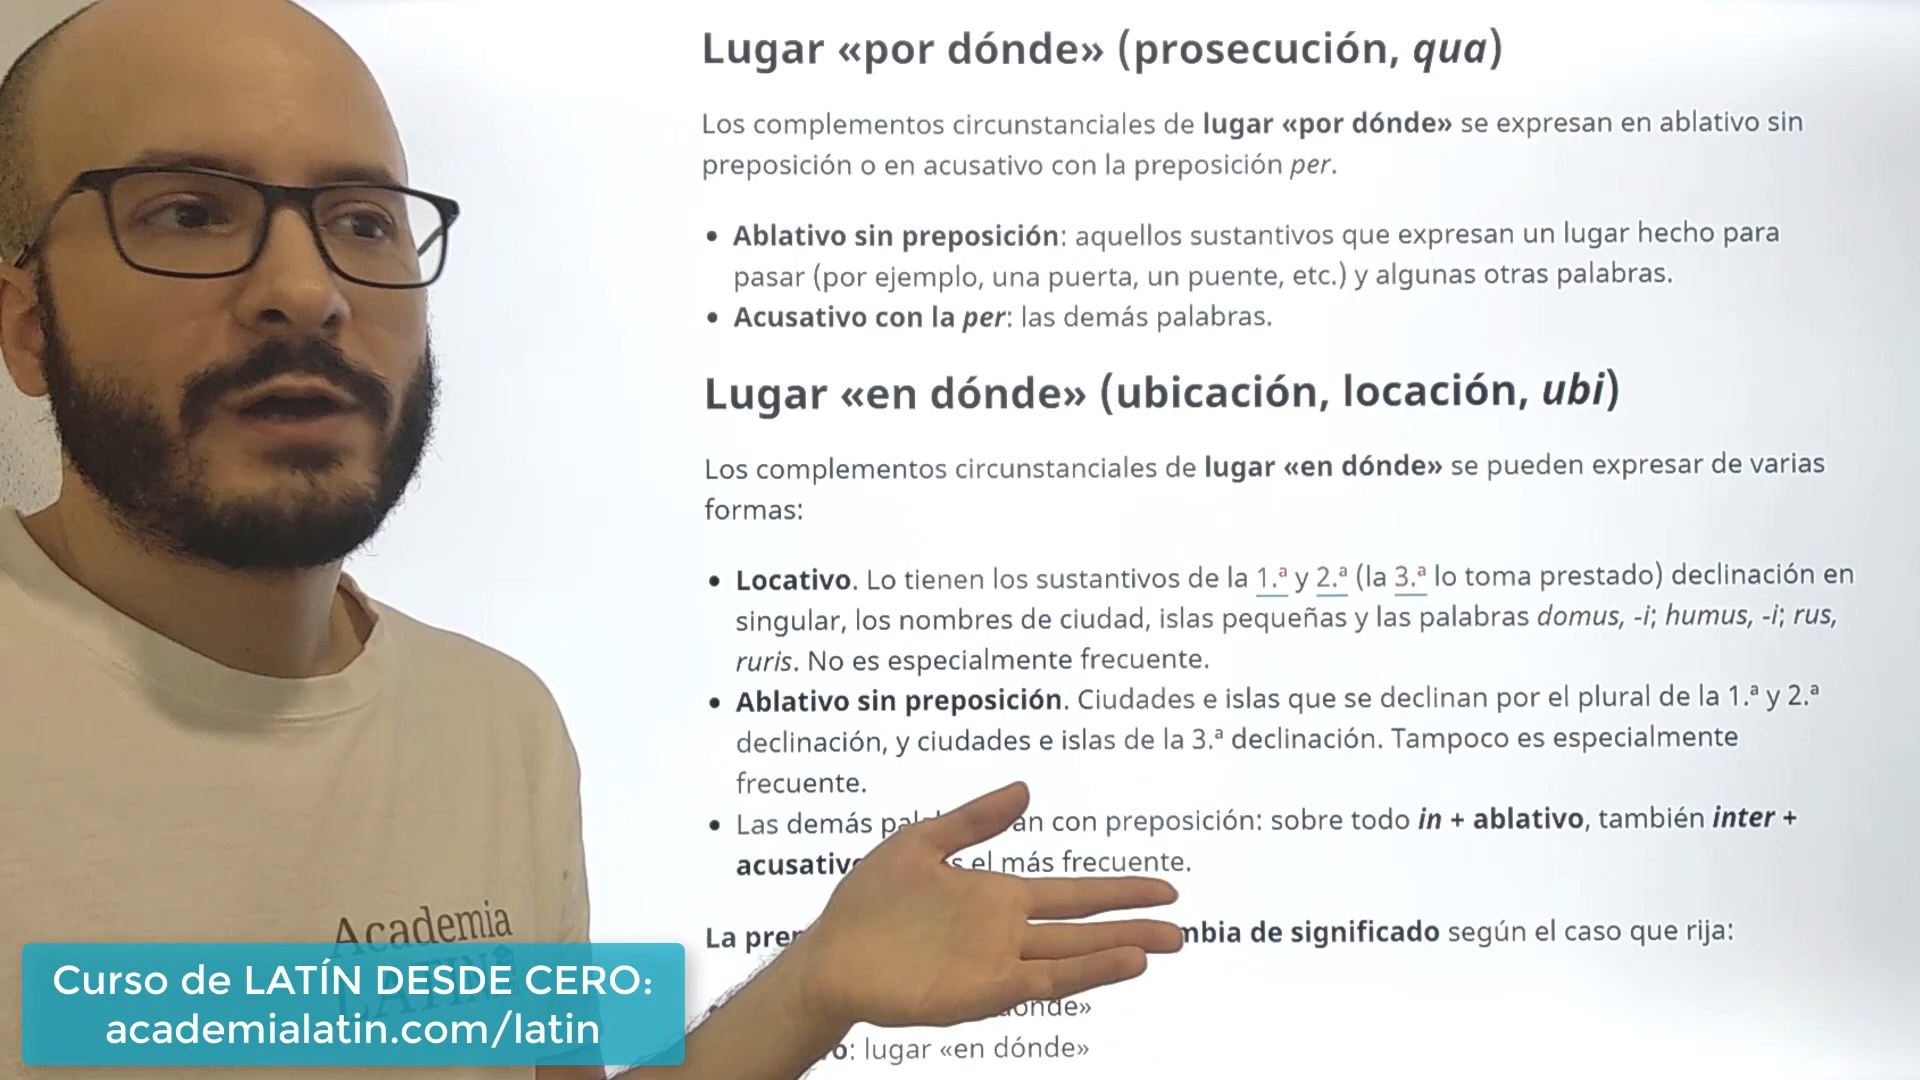 Lugar «por dónde» (prosecución, qua)
Los complementos circunstanciales de lugar «por dónde» se expresan en ablativo sin
preposición o en acusativo con la preposición per.
• Ablativo sin preposición: aquellos sustantivos que expresan un lugar hecho para
pasar (por ejemplo, una puerta, un puente, etc.) y algunas otras palabras.
• Acusativo con la per: las demás palabras.
Lugar «en dónde» (ubicación, locación, ubi)
Los complementos circunstanciales de lugar «en dónde» se pueden expresar de varias
formas:
• Locativo. Lo tienen los sustantivos de la 1.ª y 2.ª (la 3.ª lo toma prestado) declinación en
singular, los nombres de ciudad, islas pequeñas y las palabras domus, -i; humus, -i; rus,
ruris. No es especialmente frecuente.
• Ablativo sin preposición. Ciudades e islas que se declinan por el plural de la 1.ª y 2.ª
declinación, y ciudades e islas de la 3.ª declinación. Tampoco es especialmente
frecuente.
• Las demás con preposición: sobre todo in + ablativo, también inter +
el más frecuente.
La de significado según el caso que rija:
lugar «en dónde»
Academia
LATIN
Curso de LATÍN DESDE CERO:
academialatin.com/latin